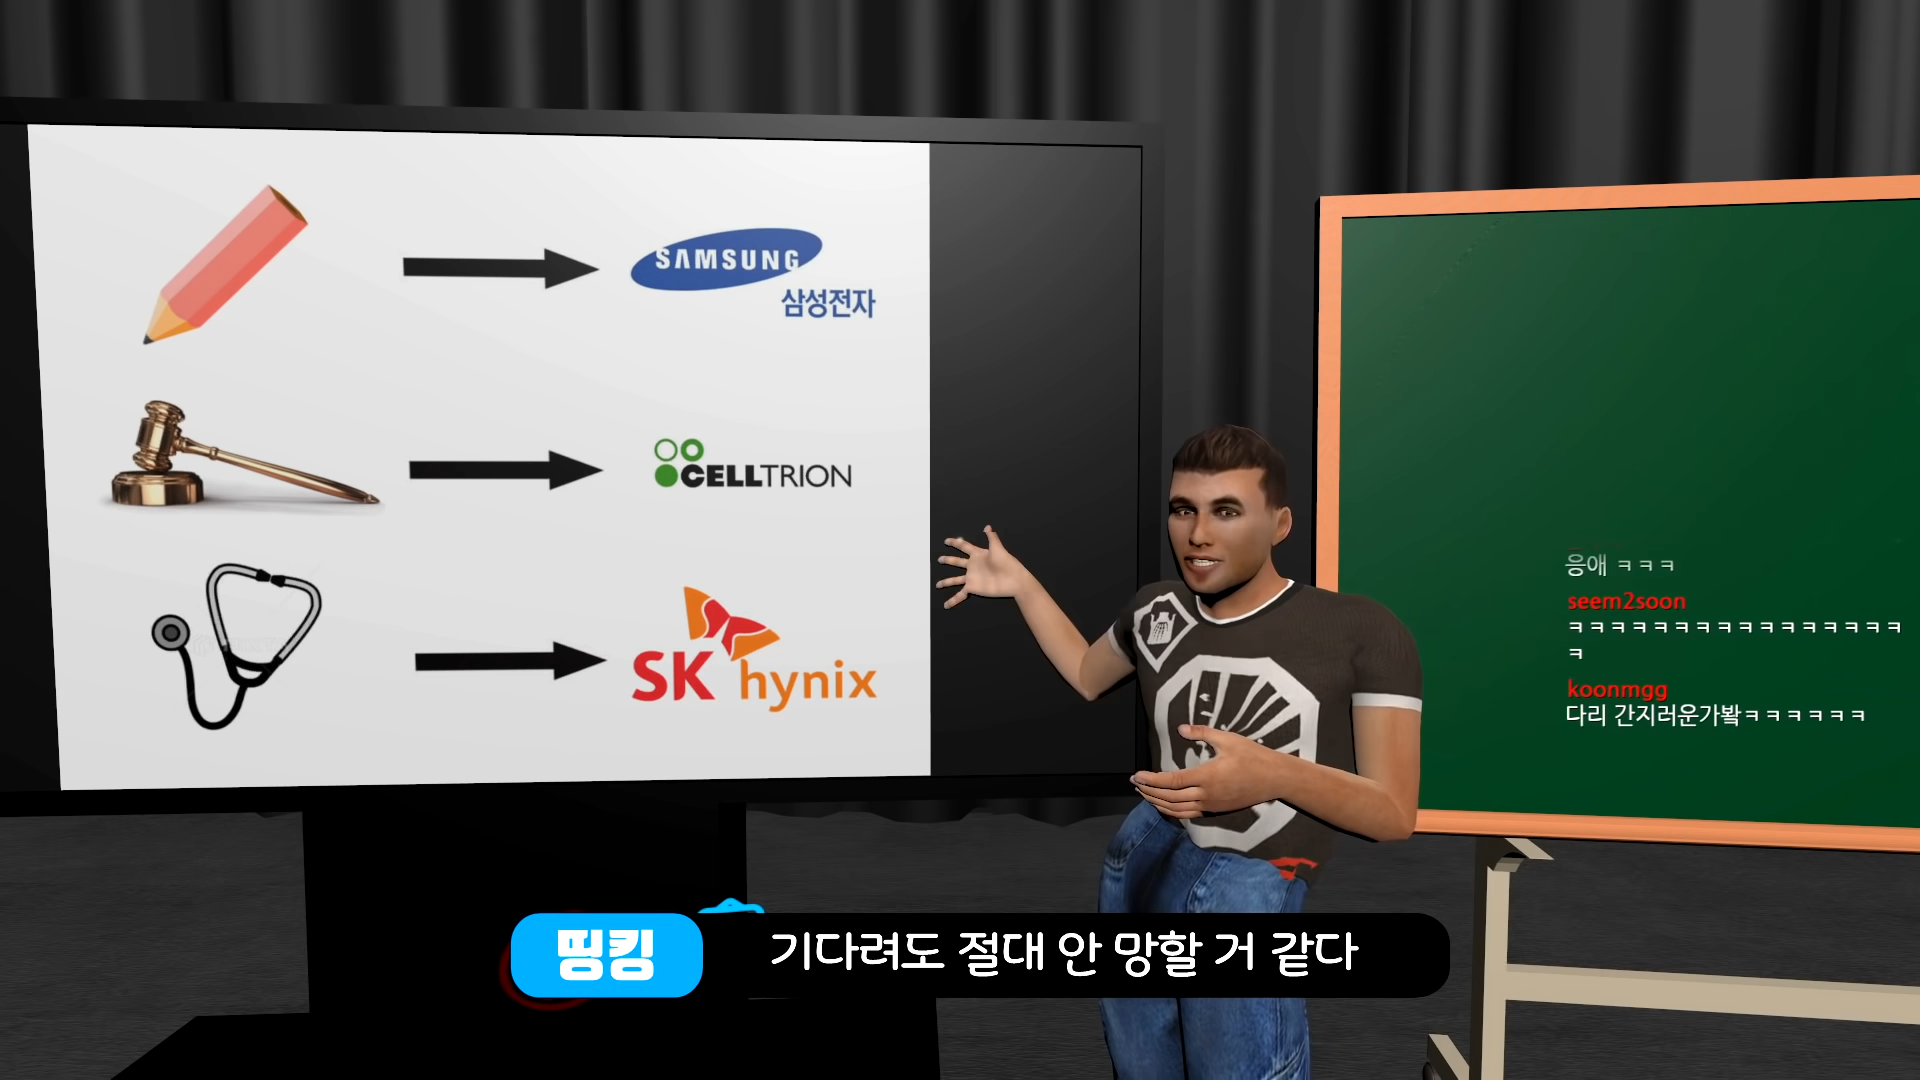 SAMSUNG
삼성전자
CELLTRION
SK hynix
응애 ㅋㅋㅋ
seem2soon
ㅋㅋㅋㅋㅋㅋㅋㅋㅋㅋㅋㅋㅋㅋㅋㅋ
ㅋ
koonmgg
다리 간지러운가봨ㅋㅋㅋㅋㅋㅋ
띵킹
기다려도 절대 안 망할 거 같다